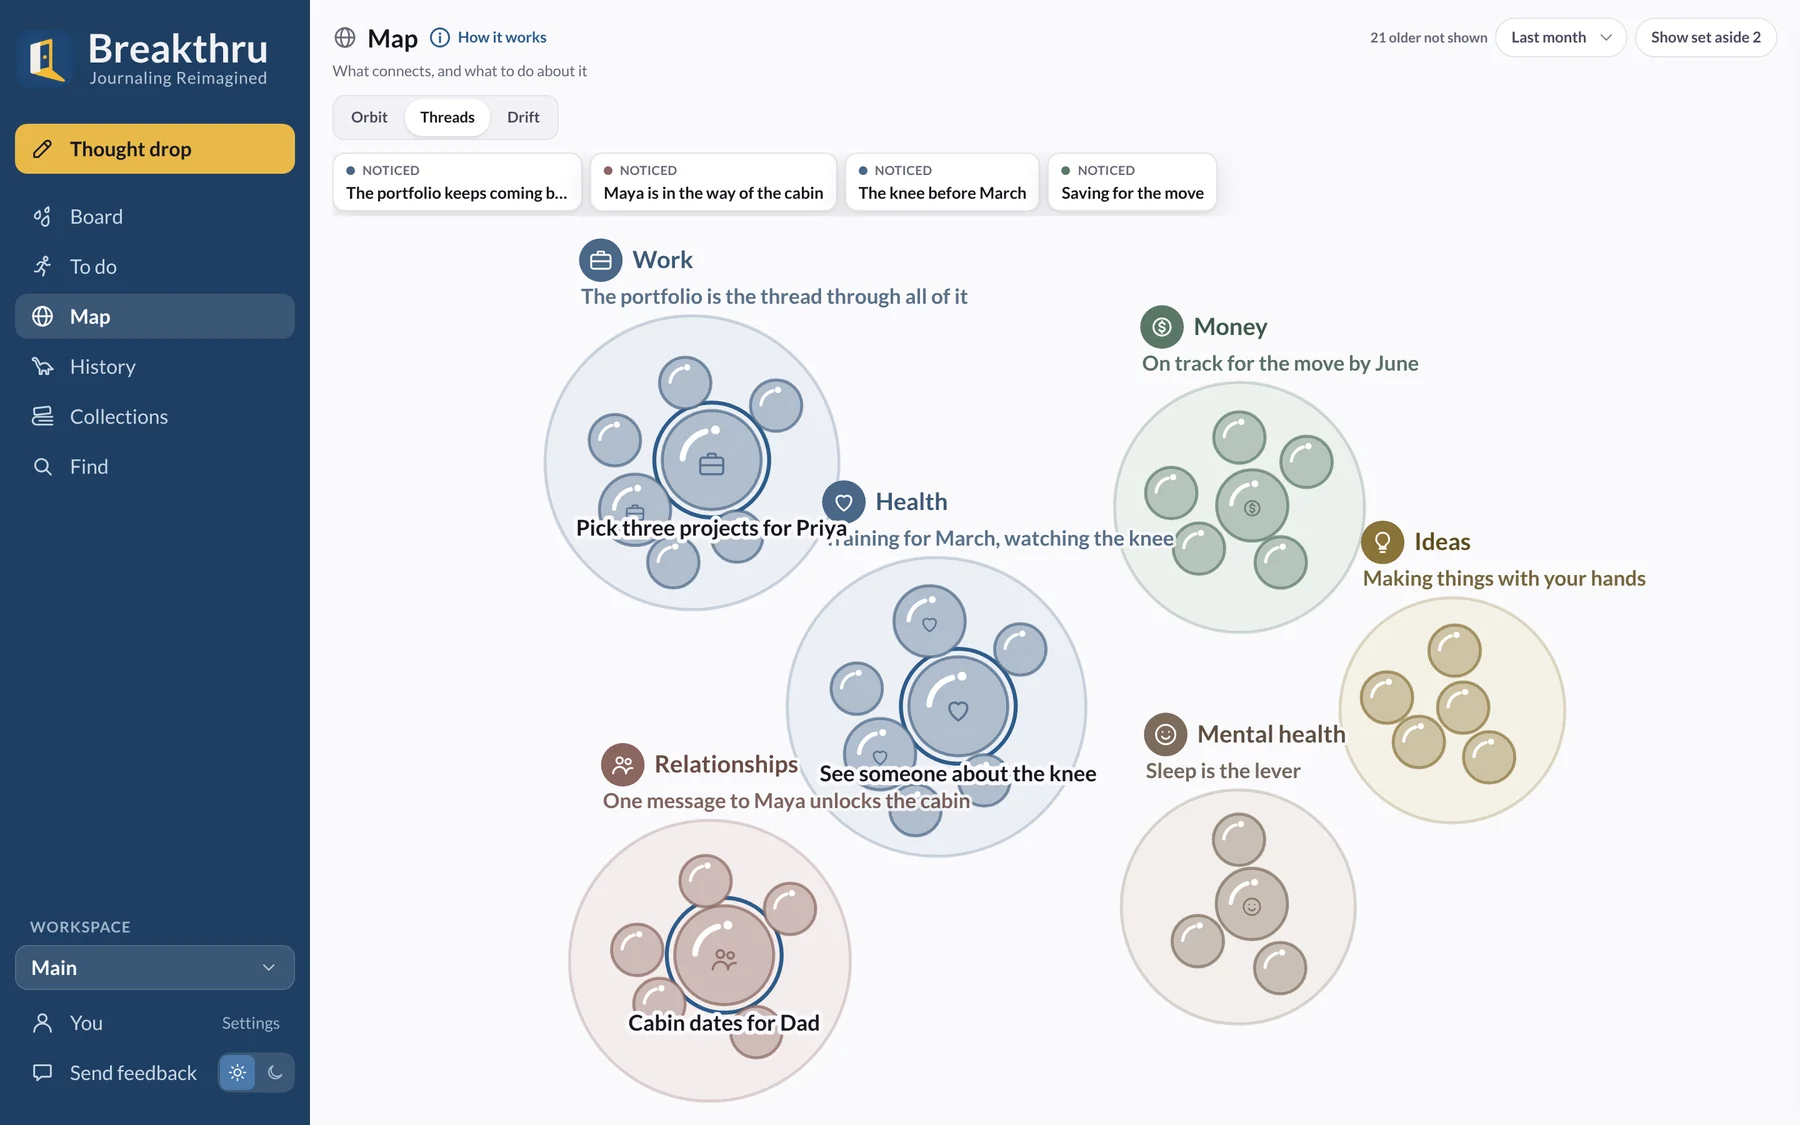 Breakthru
Journaling Reimagined
Thought drop
Board
To do
Map
History
Collections
Find
WORKSPACE
Main
You
Settings
Send feedback
Map
How it works
What connects, and what to do about it
21 older not shown
Last month
Show set aside 2
Orbit
Threads
Drift
NOTICED
The portfolio keeps coming b...
NOTICED
Maya is in the way of the cabin
NOTICED
The knee before March
NOTICED
Saving for the move
Work
The portfolio is the thread through all of it
Pick three projects for Priya
Money
On track for the move by June
Health
Training for March, watching the knee
See someone about the knee
Ideas
Making things with your hands
Relationships
One message to Maya unlocks the cabin
Cabin dates for Dad
Mental health
Sleep is the lever